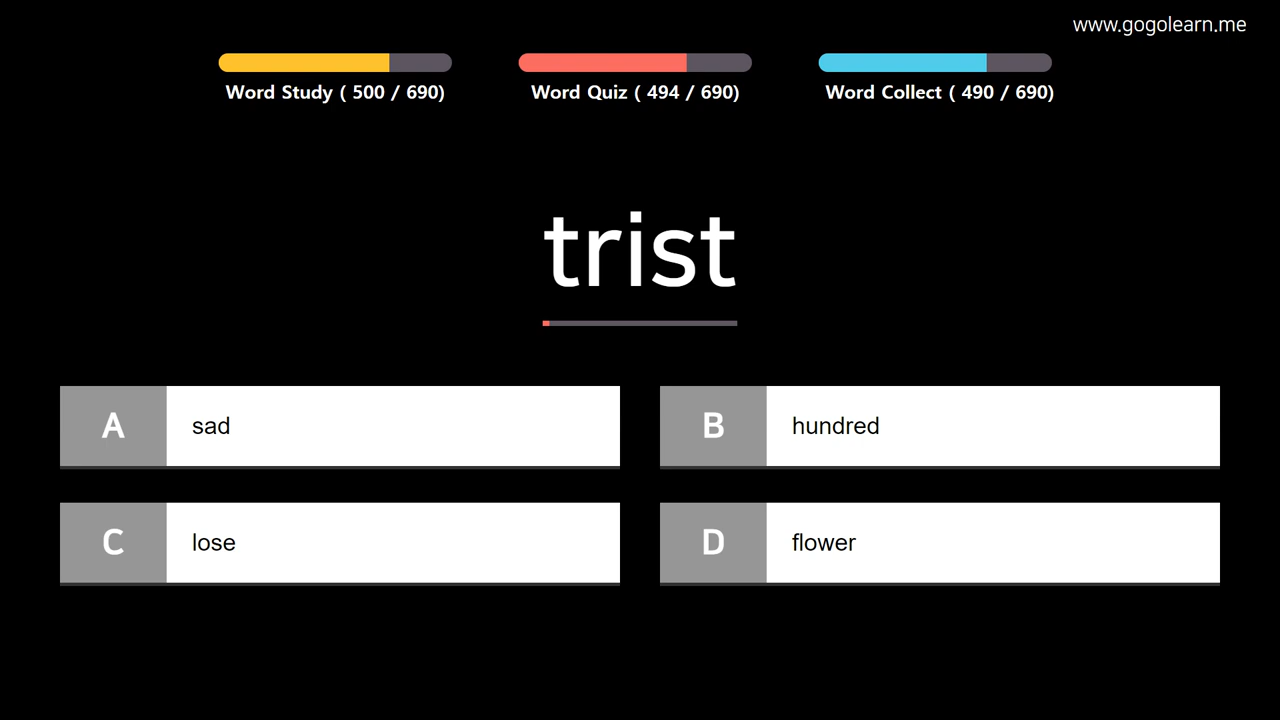 www.gogolearn.me
Word Study ( 500 / 690)
Word Quiz ( 494 / 690)
Word Collect ( 490 / 690)
trist
A sad
B hundred
C lose
D flower